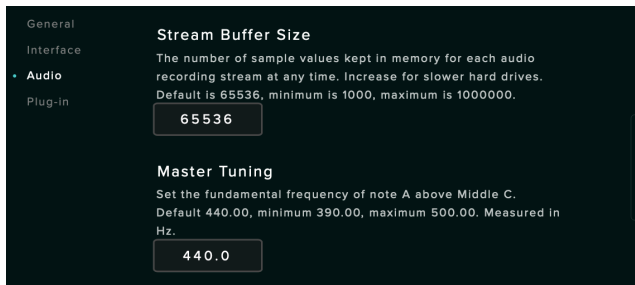 General
Interface
Audio
Plug-in
Stream Buffer Size
The number of sample values kept in memory for each audio
recording stream at any time. Increase for slower hard drives.
Default is 65536, minimum is 1000, maximum is 1000000.
65536
Master Tuning
Set the fundamental frequency of note A above Middle C.
Default 440.00, minimum 390.00, maximum 500.00. Measured in
Hz.
440.0